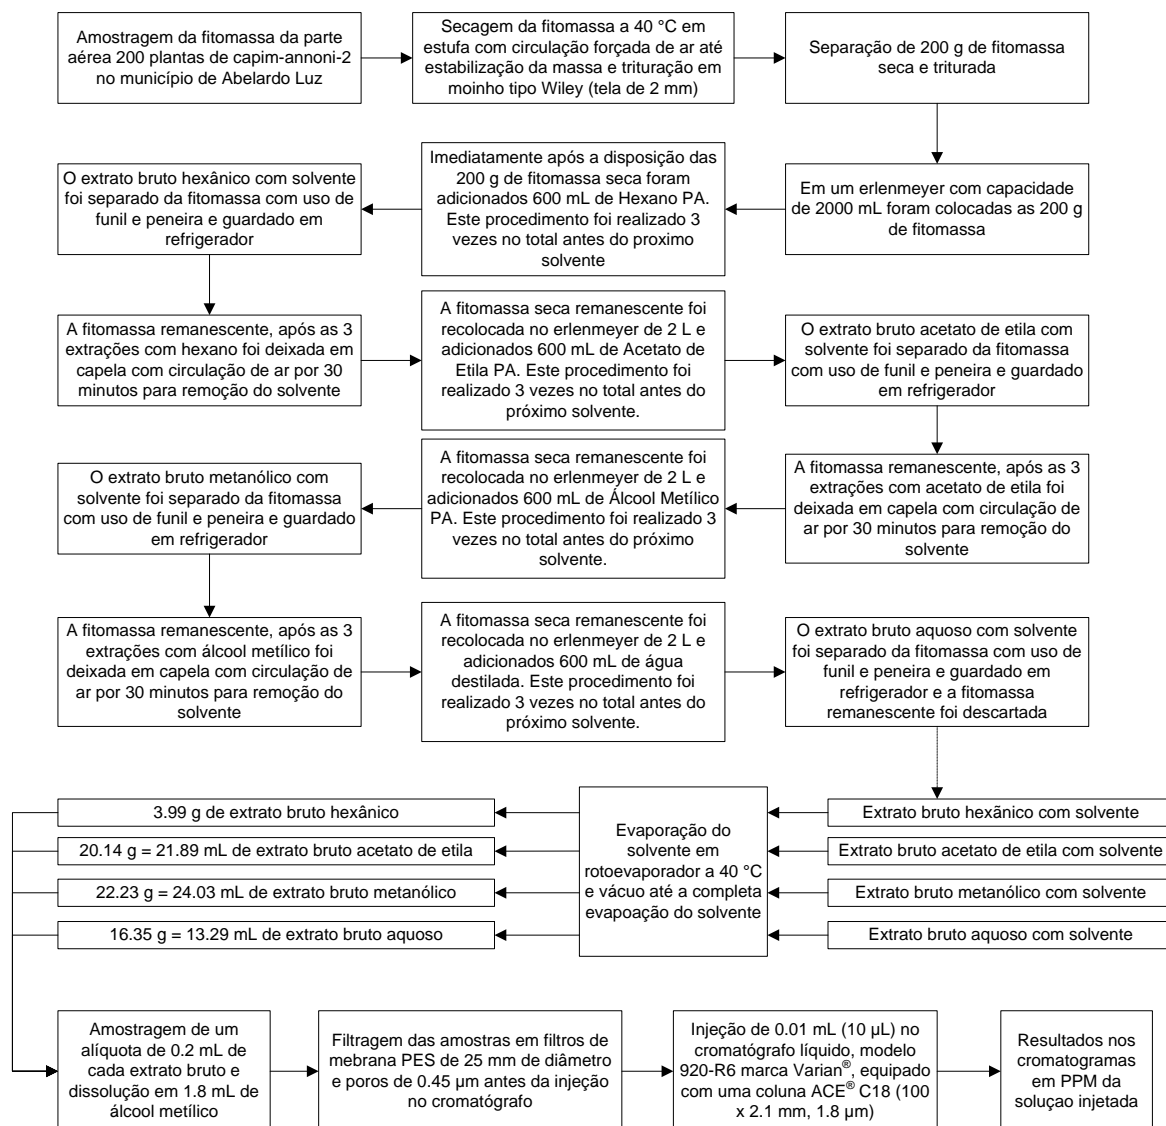 Amostragem da fitomassa da parte
aérea 200 plantas de capim-annoni-2
no município de Abelardo Luz
Secagem da fitomassa a 40 °C em
estufa com circulação forçada de ar até
estabilização da massa e trituração em
moinho tipo Wiley (tela de 2 mm)
Separação de 200 g de fitomassa
seca e triturada
Em um erlenmeyer com capacidade
de 2000 mL foram colocadas as 200 g
de fitomassa
Imediatamente após a disposição das
200 g de fitomassa seca foram
adicionados 600 mL de Hexano PA.
Este procedimento foi realizado 3
vezes no total antes do proximo
solvente
O extrato bruto hexânico com solvente
foi separado da fitomassa com uso de
funil e peneira e guardado em
refrigerador
A fitomassa remanescente, após as 3
extrações com hexano foi deixada em
capela com circulação de ar por 30
minutos para remoção do solvente
A fitomassa seca remanescente foi
recolocada no erlenmeyer de 2 L e
adicionados 600 mL de Acetato de
Etila PA. Este procedimento foi
realizado 3 vezes no total antes do
próximo solvente.
O extrato bruto acetato de etila com
solvente foi separado da fitomassa
com uso de funil e peneira e guardado
em refrigerador
A fitomassa remanescente, após as 3
extrações com acetato de etila foi
deixada em capela com circulação de
ar por 30 minutos para remoção do
solvente
A fitomassa seca remanescente foi
recolocada no erlenmeyer de 2 L e
adicionados 600 mL de Álcool Metílico
PA. Este procedimento foi realizado 3
vezes no total antes do próximo
solvente.
O extrato bruto metanólico com
solvente foi separado da fitomassa
com uso de funil e peneira e guardado
em refrigerador
A fitomassa remanescente, após as 3
extrações com álcool metílico foi
deixada em capela com circulação de
ar por 30 minutos para remoção do
solvente
A fitomassa seca remanescente foi
recolocada no erlenmeyer de 2 L e
adicionados 600 mL de água
destilada. Este procedimento foi
realizado 3 vezes no total antes do
próximo solvente.
O extrato bruto aquoso com solvente
foi separado da fitomassa com uso de
funil e peneira e guardado em
refrigerador e a fitomassa
remanescente foi descartada
Extrato bruto hexãnico com solvente
Extrato bruto acetato de etila com solvente
Extrato bruto metanólico com solvente
Extrato bruto aquoso com solvente
Evaporação do
solvente em
rotoevaporador a 40 °C
e vácuo até a completa
evapoação do solvente
3.99 g de extrato bruto hexânico
20.14 g = 21.89 mL de extrato bruto acetato de etila
22.23 g = 24.03 mL de extrato bruto metanólico
16.35 g = 13.29 mL de extrato bruto aquoso
Amostragem de um
alíquota de 0.2 mL de
cada extrato bruto e
dissolução em 1.8 mL de
álcool metílico
Filtragem das amostras em filtros de
mebrana PES de 25 mm de diâmetro
e poros de 0.45 µm antes da injeção
no cromatógrafo
Injeção de 0.01 mL (10 µL) no
cromatógrafo líquido, modelo
920-R6 marca Varian®, equipado
com uma coluna ACE® C18 (100
x 2.1 mm, 1.8 µm)
Resultados nos
cromatogramas
em PPM da
soluçao injetada